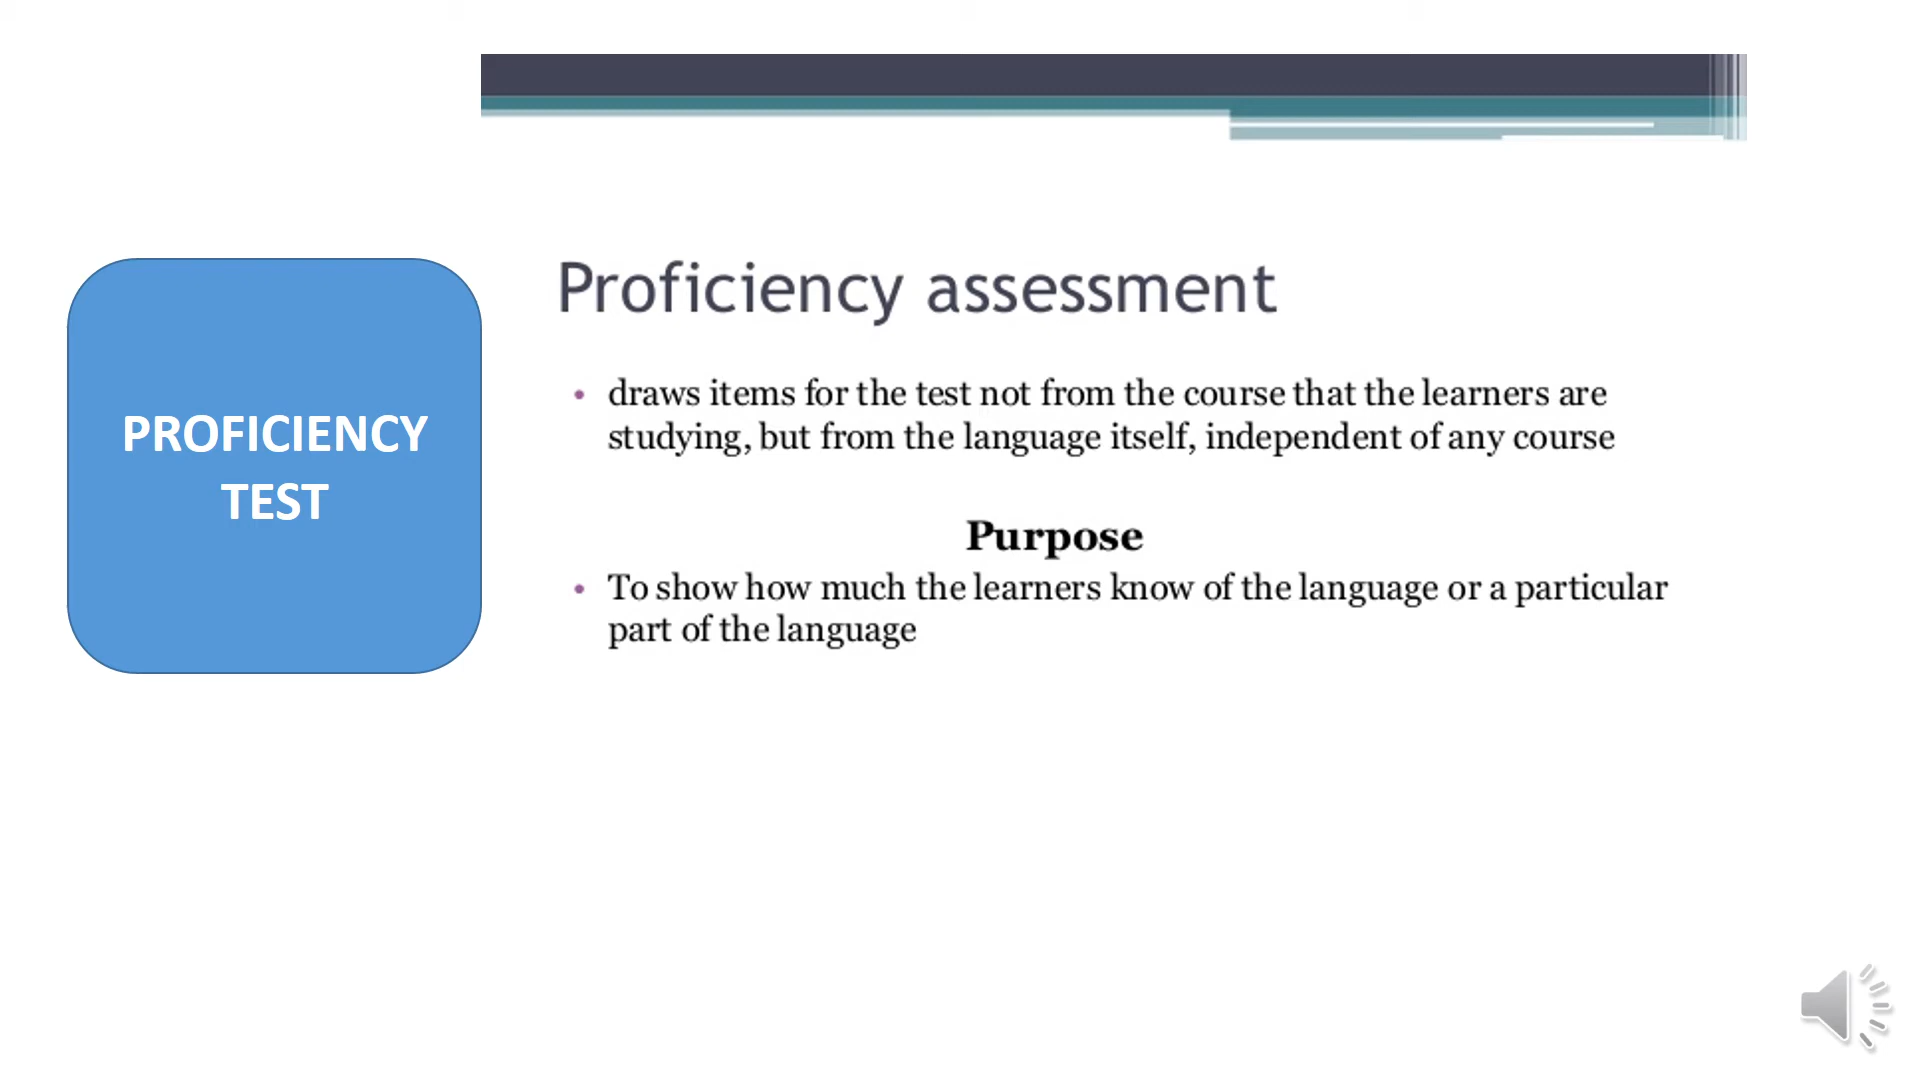 PROFICIENCY
TEST
Proficiency assessment
• draws items for the test not from the course that the learners are
studying, but from the language itself, independent of any course
Purpose
• To show how much the learners know of the language or a particular
part of the language